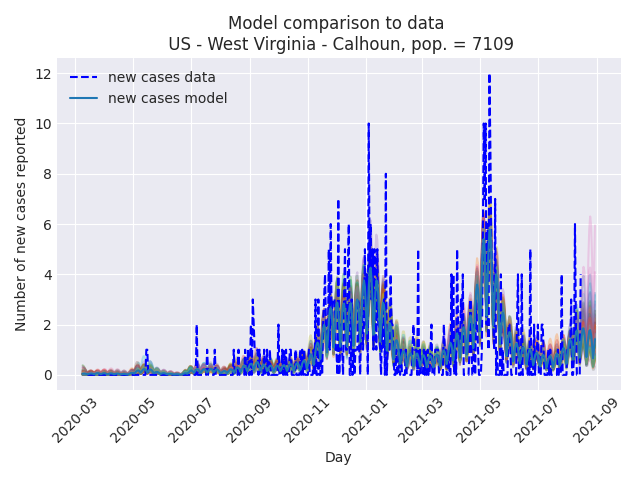 Model comparison to data
US - West Virginia - Calhoun, pop. = 7109
new cases data
new cases model
Number of new cases reported
12
10
8
6
4
2
0
2020-03
2020-05
2020-07
2020-09
2020-11
2021-01
2021-03
2021-05
2021-07
2021-09
Day